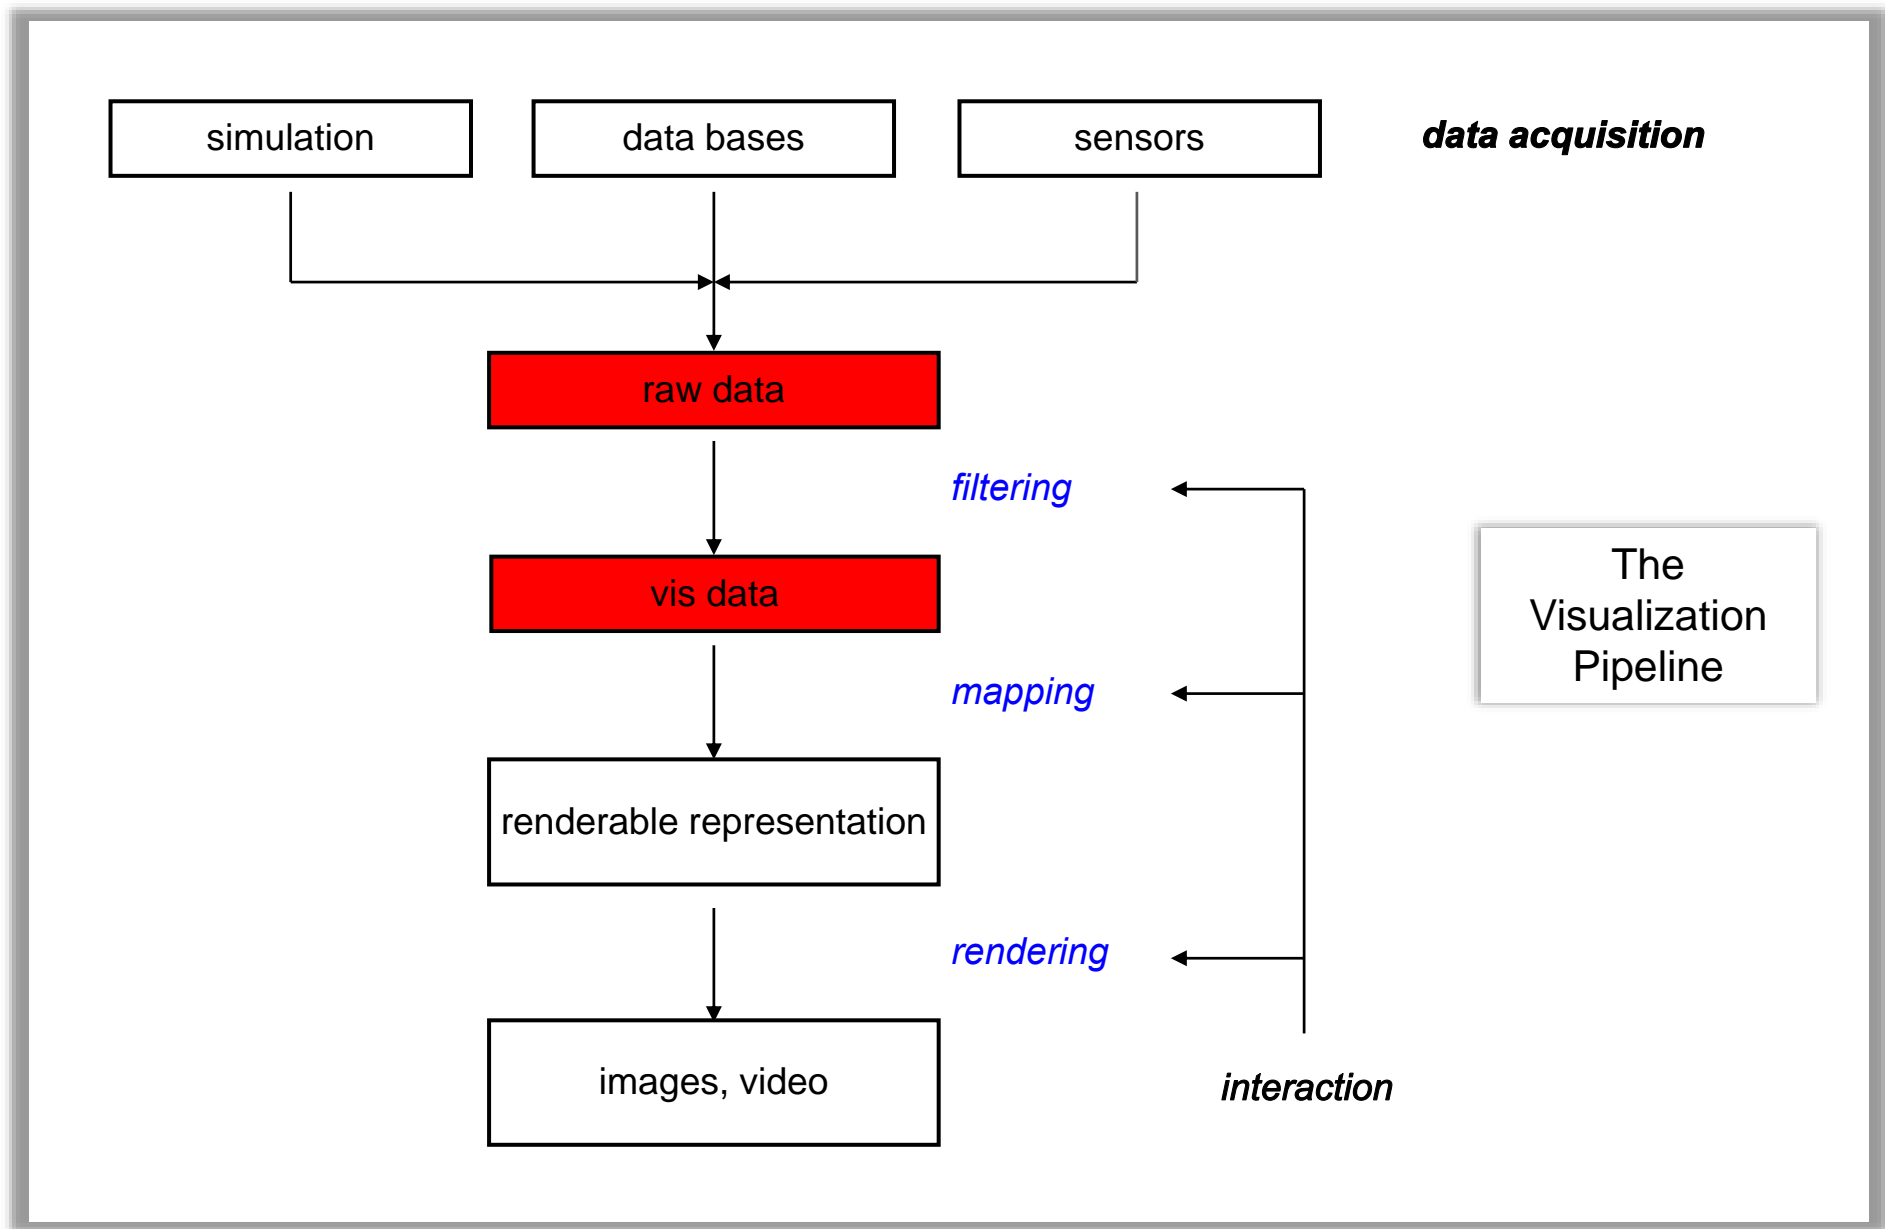 simulation
data bases
sensors
data acquisition
raw data
filtering
vis data
mapping
The
Visualization
Pipeline
renderable representation
rendering
images, video
interaction